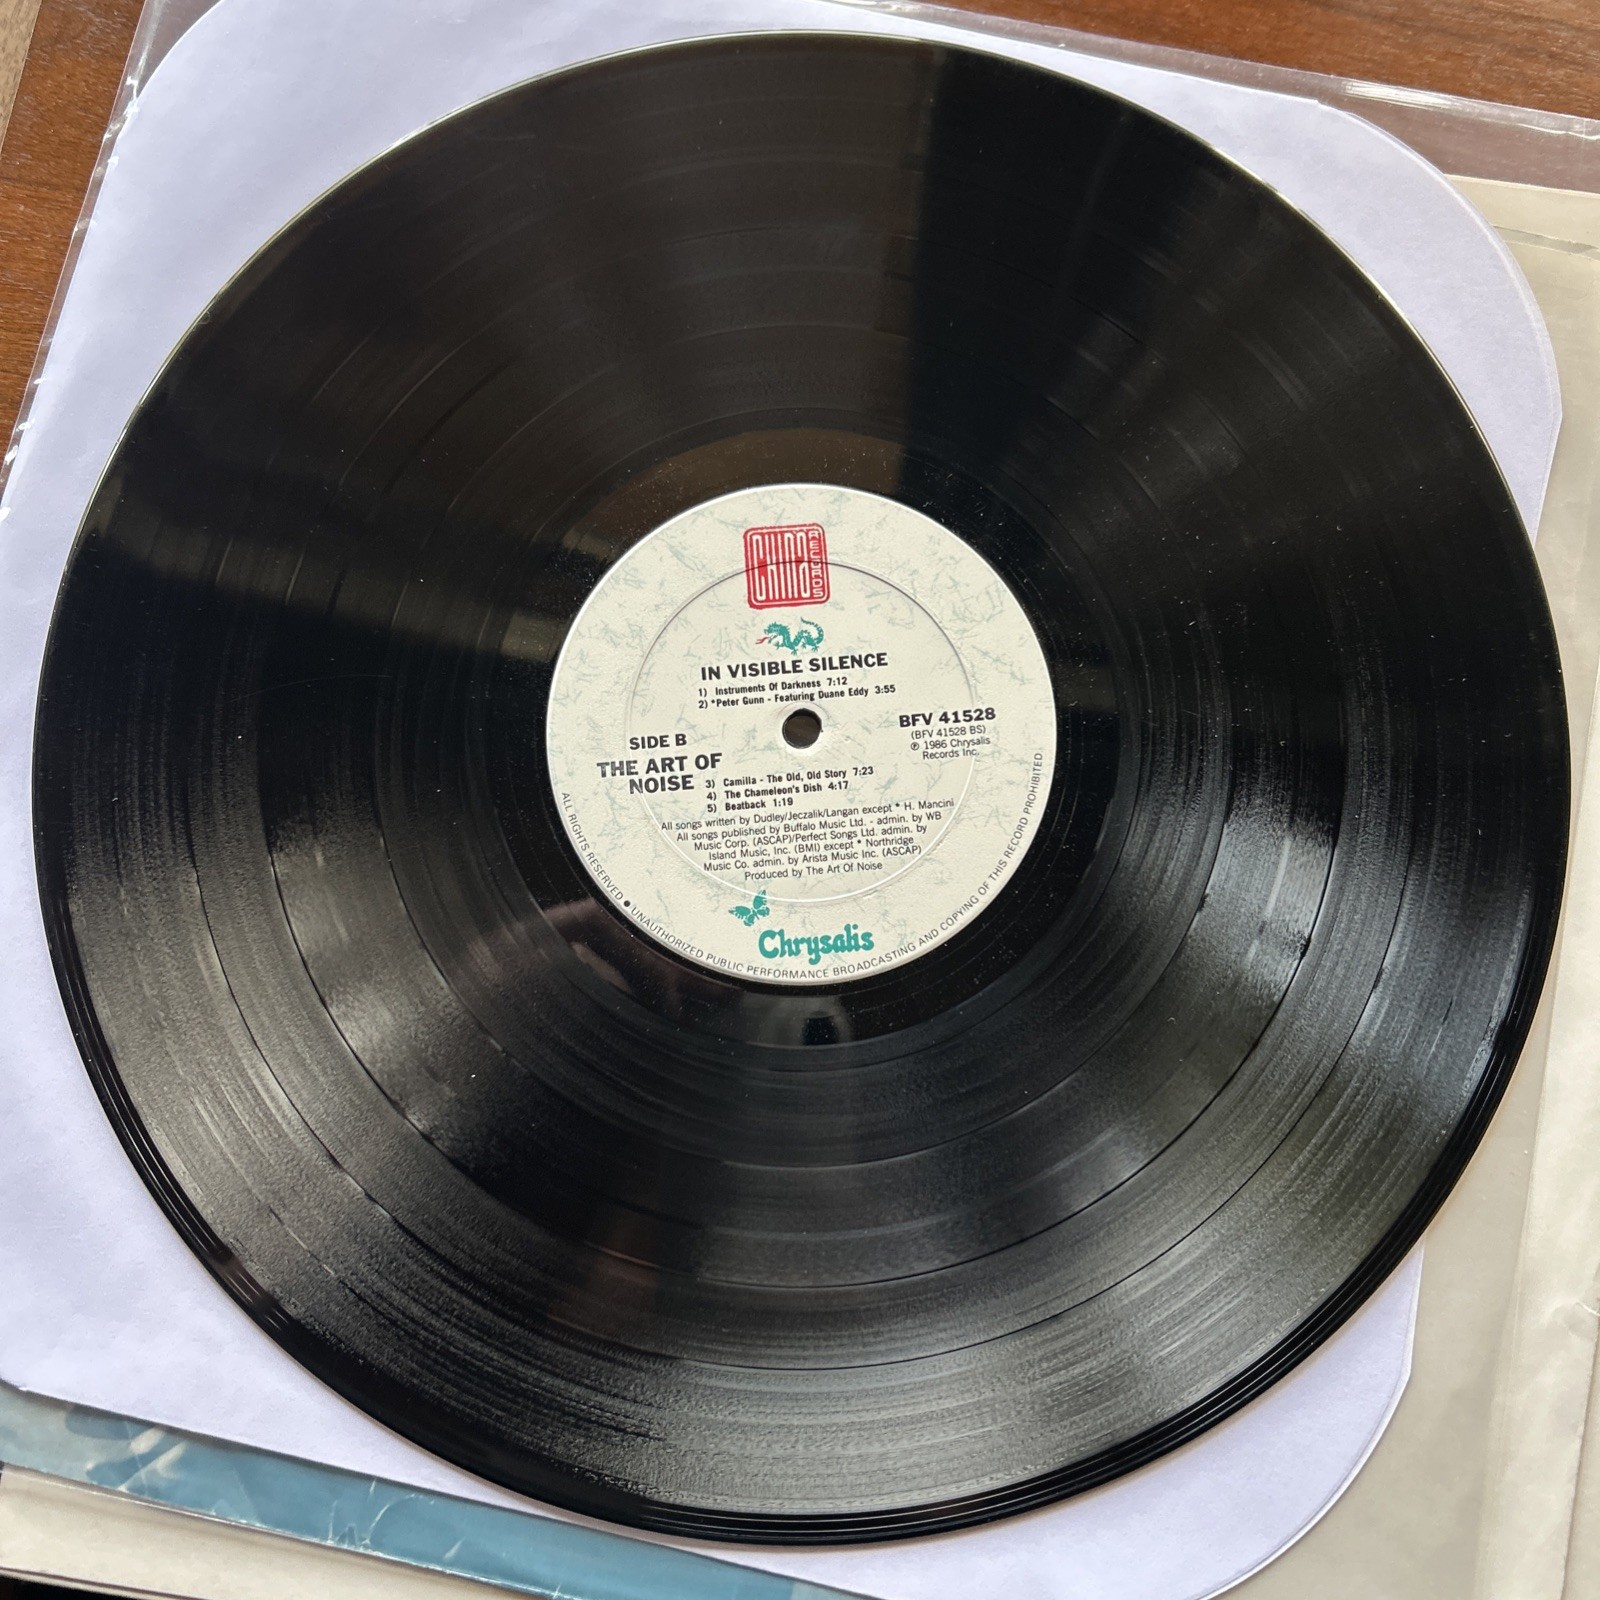 CHINA RECORDS
IN VISIBLE SILENCE
1) Instruments Of Darkness 7:12
2) *Peter Gunn - Featuring Duane Eddy 3:55
SIDE B
THE ART OF
NOISE
BFV 41528
(BFV 41528 BS)
℗ 1986 Chrysalis
Records Inc.
3) Camilla - The Old, Old Story 7:23
4) The Chameleon's Dish 4:17
5) Beatback 1:19
All songs written by Dudley/Jeczalik/Langan except * H. Mancini
All songs published by Buffalo Music Ltd. - admin. by WB
Music Corp. (ASCAP)/Perfect Songs Ltd. admin. by
Island Music, Inc. (BMI) except * Northridge
Music Co. admin. by Arista Music Inc. (ASCAP)
Produced by The Art Of Noise
Chrysalis
ALL RIGHTS RESERVED • UNAUTHORIZED PUBLIC PERFORMANCE BROADCASTING AND COPYING OF THIS RECORD PROHIBITED